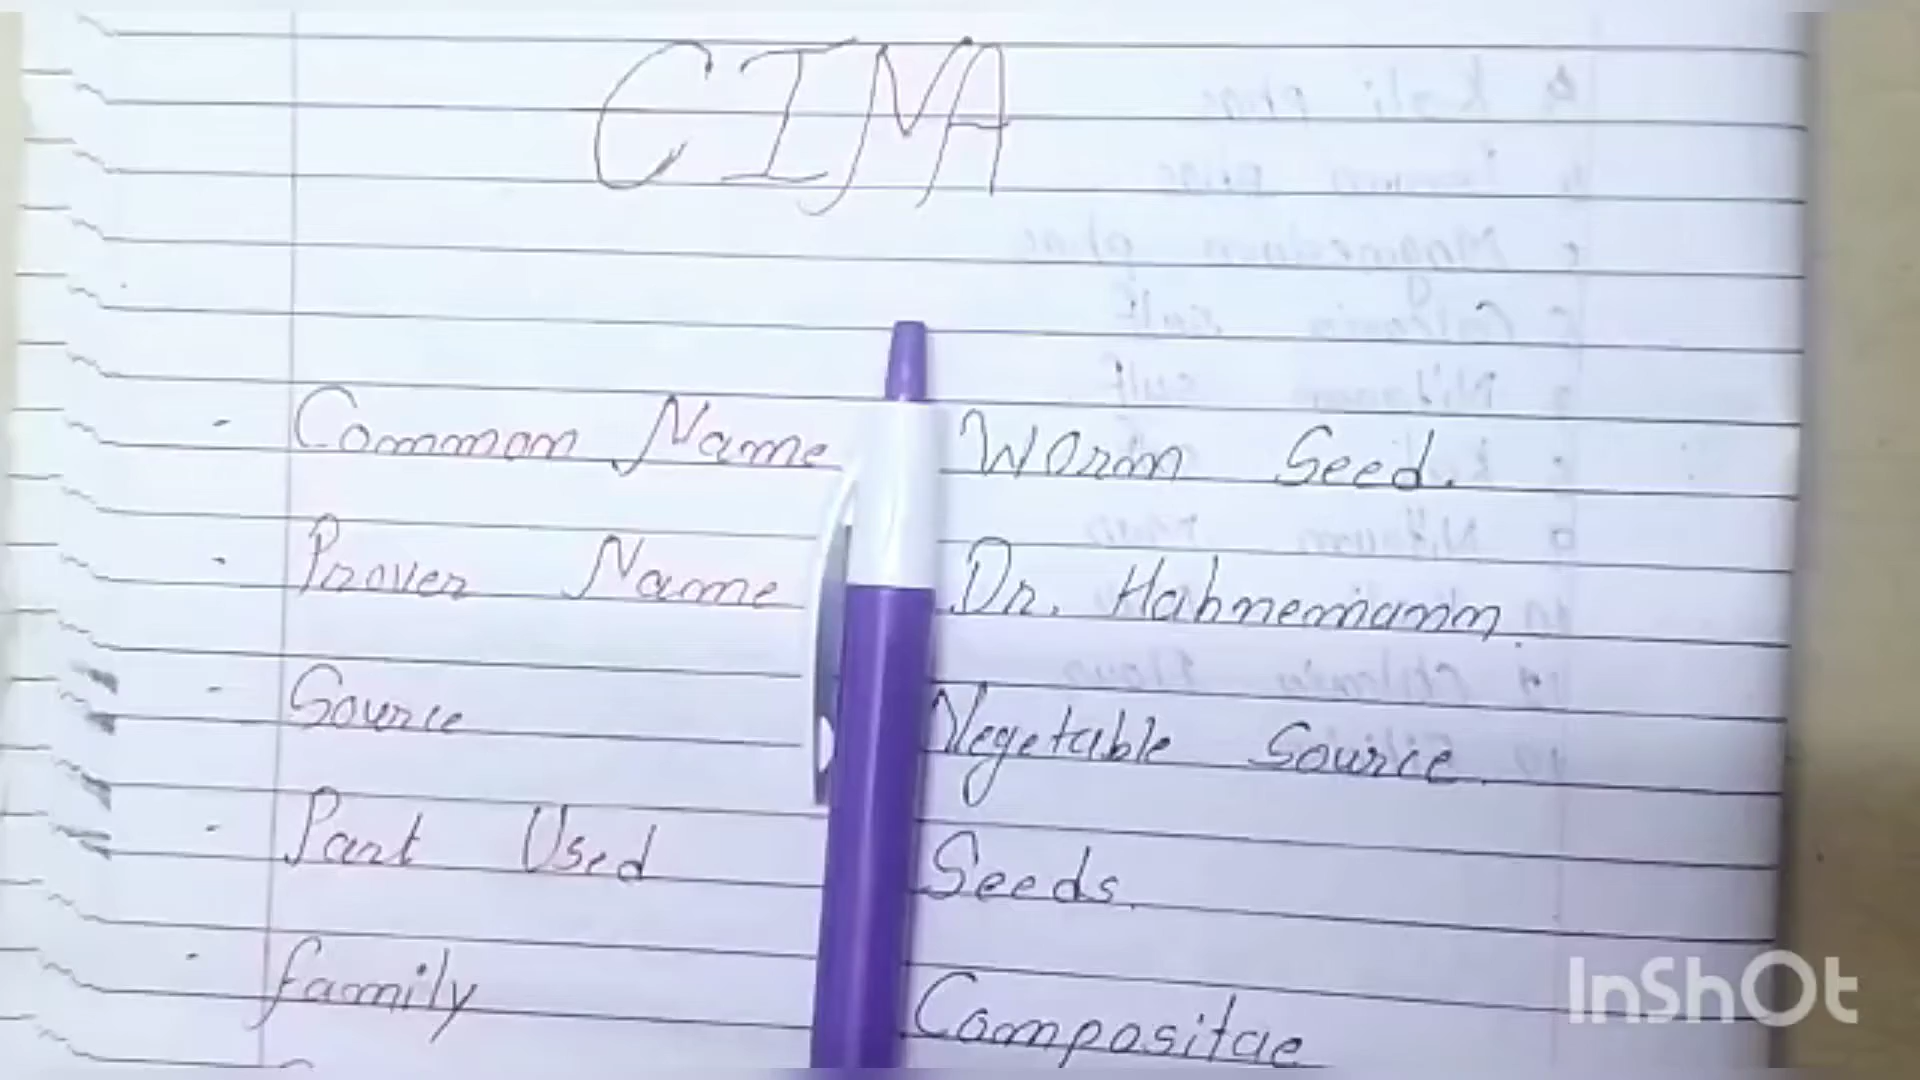 CINA
- Common Name Worm Seed.
- Prover Name Dr. Hahnemann.
- Source Vegetable Source.
- Part Used Seeds.
- family Compositae
InShOt